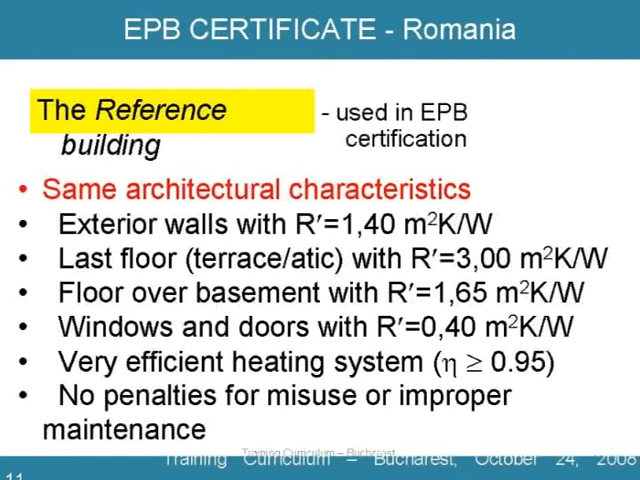 EPB CERTIFICATE - Romania
The Reference
building
- used in EPB
certification
• Same architectural characteristics
• Exterior walls with R′=1,40 m²K/W
• Last floor (terrace/atic) with R′=3,00 m²K/W
• Floor over basement with R′=1,65 m²K/W
• Windows and doors with R′=0,40 m²K/W
• Very efficient heating system (η ≥ 0.95)
• No penalties for misuse or improper
maintenance
Training Curriculum – Bucharest
Training Curriculum – Bucharest, October 24, 2008
11